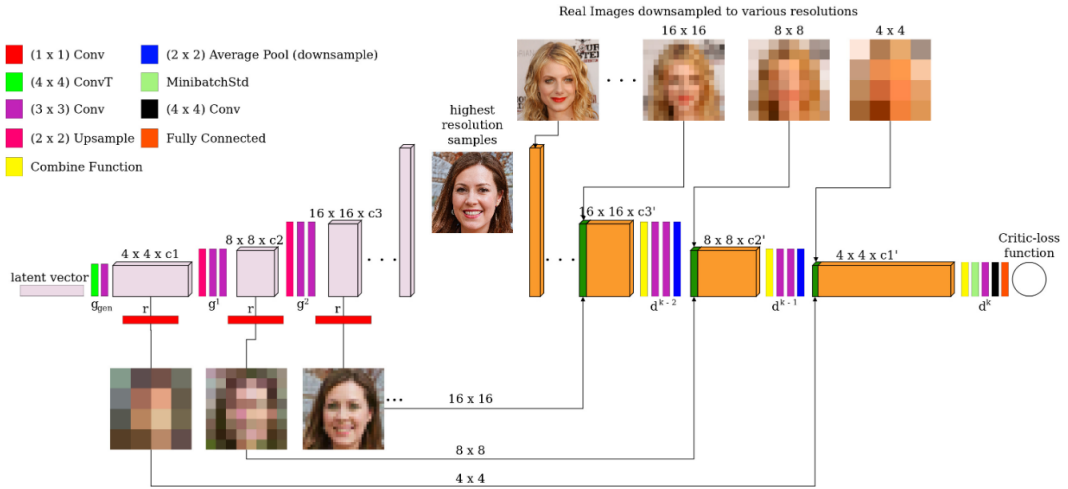 Real Images downsampled to various resolutions
16 x 16
8 x 8
4 x 4
(1 x 1) Conv
(2 x 2) Average Pool (downsample)
(4 x 4) ConvT
MinibatchStd
(3 x 3) Conv
(4 x 4) Conv
(2 x 2) Upsample
Fully Connected
Combine Function
highest
resolution
samples
16 x 16 x c3
16 x 16 x c3'
8 x 8 x c2
8 x 8 x c2'
4 x 4 x c1
4 x 4 x c1'
Critic-loss
function
latent vector
. . .
. . .
. . .
g_gen
g^1
g^2
d^{k - 2}
d^{k - 1}
d^k
r
r
r
...
16 x 16
8 x 8
4 x 4